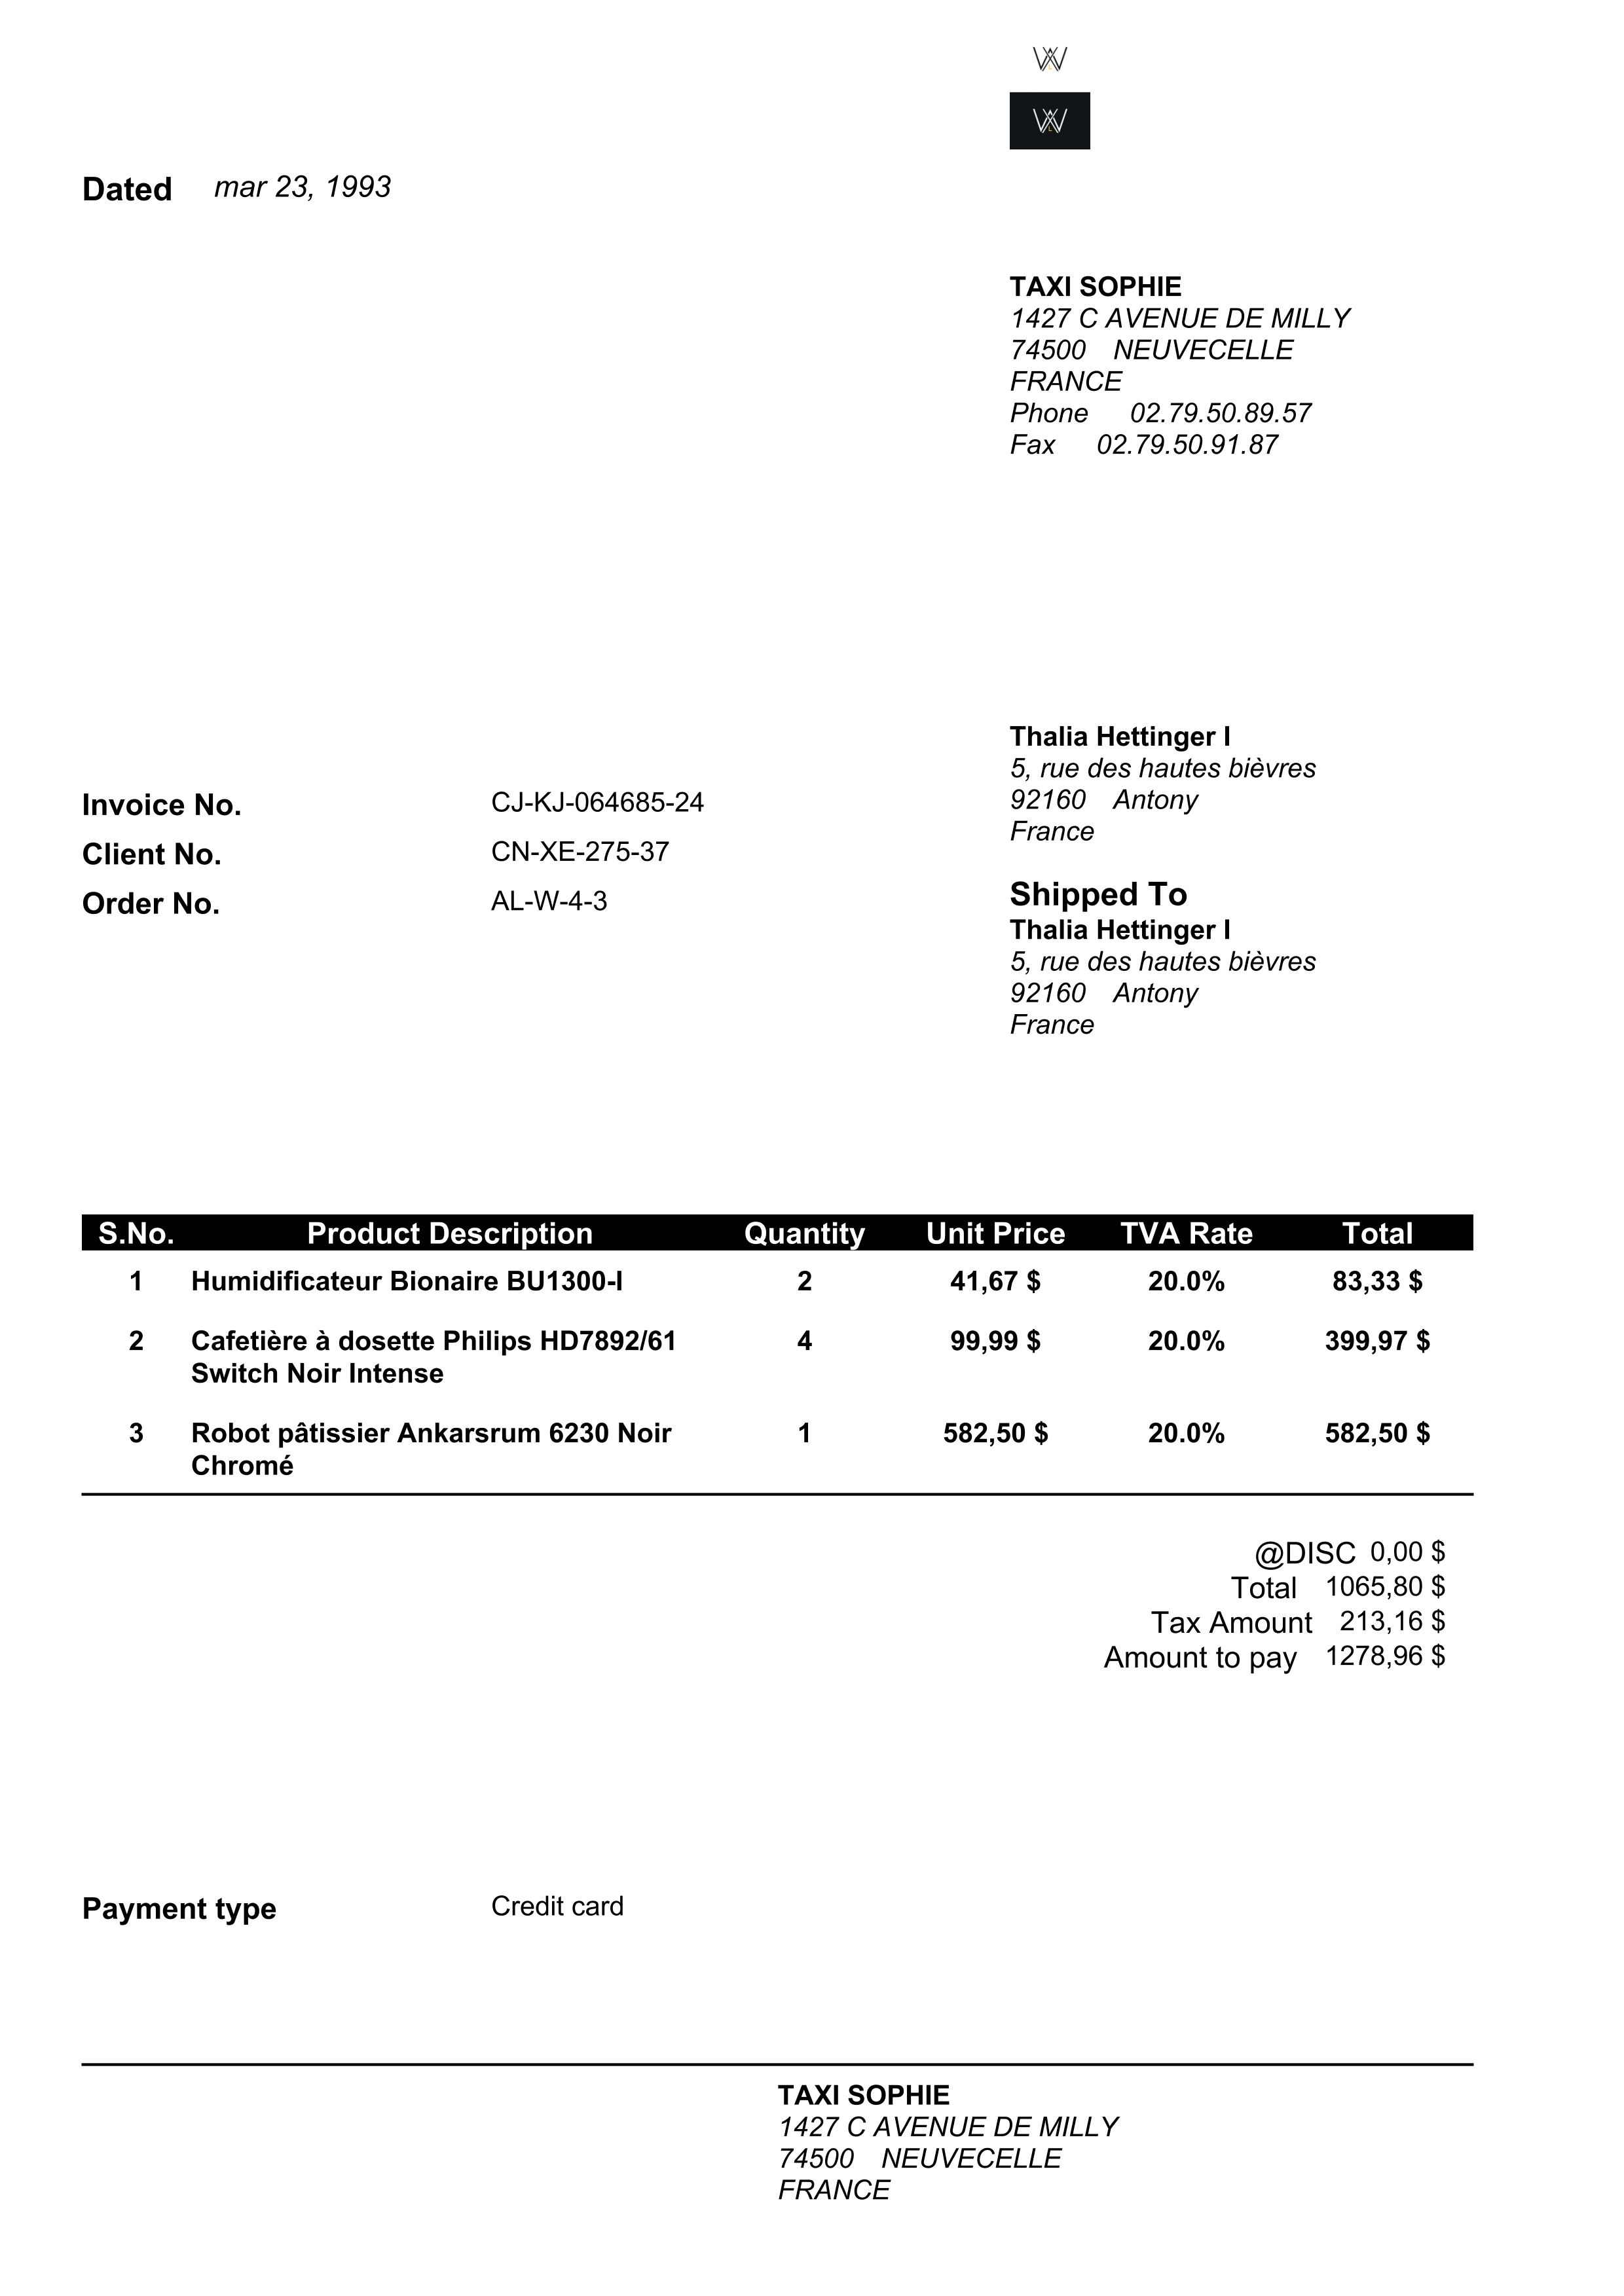 Dated mar 23, 1993
TAXI SOPHIE
1427 C AVENUE DE MILLY
74500 NEUVECELLE
FRANCE
Phone 02.79.50.89.57
Fax 02.79.50.91.87
Thalia Hettinger I
5, rue des hautes bièvres
92160 Antony
France
Invoice No. CJ-KJ-064685-24
Client No. CN-XE-275-37
Order No. AL-W-4-3
Shipped To
Thalia Hettinger I
5, rue des hautes bièvres
92160 Antony
France
S.No. Product Description Quantity Unit Price TVA Rate Total
1 Humidificateur Bionaire BU1300-I 2 41,67 $ 20.0% 83,33 $
2 Cafetière à dosette Philips HD7892/61 4 99,99 $ 20.0% 399,97 $
Switch Noir Intense
3 Robot pâtissier Ankarsrum 6230 Noir 1 582,50 $ 20.0% 582,50 $
Chromé
@DISC 0,00 $
Total 1065,80 $
Tax Amount 213,16 $
Amount to pay 1278,96 $
Payment type Credit card
TAXI SOPHIE
1427 C AVENUE DE MILLY
74500 NEUVECELLE
FRANCE